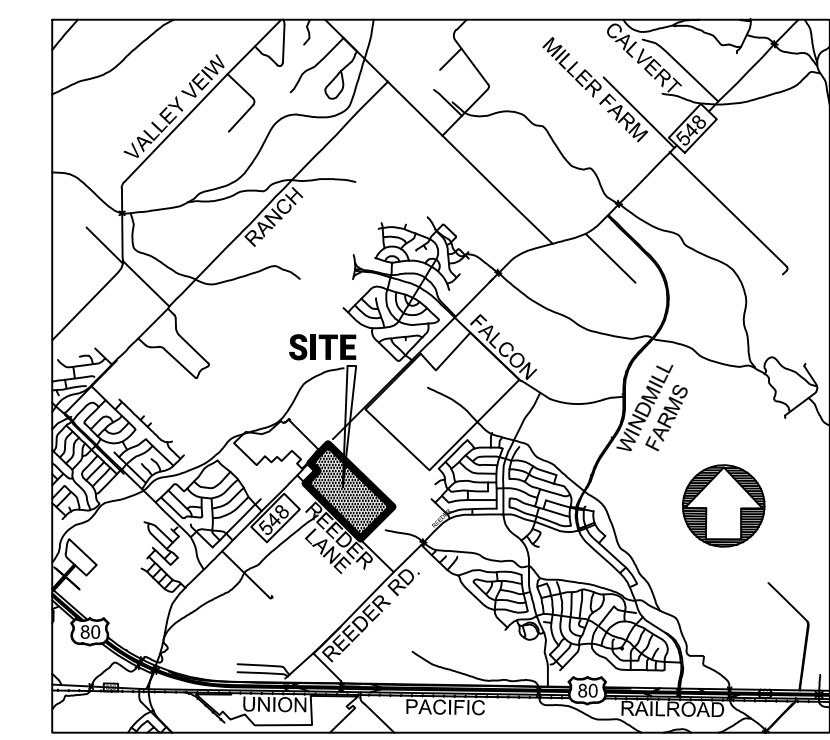 CALVERT
MILLER FARM
VALLEY VEIW
548
RANCH
FALCON
SITE
WINDMILL
FARMS
548
REEDER
LANE
REEDER RD.
80
80
UNION PACIFIC RAILROAD